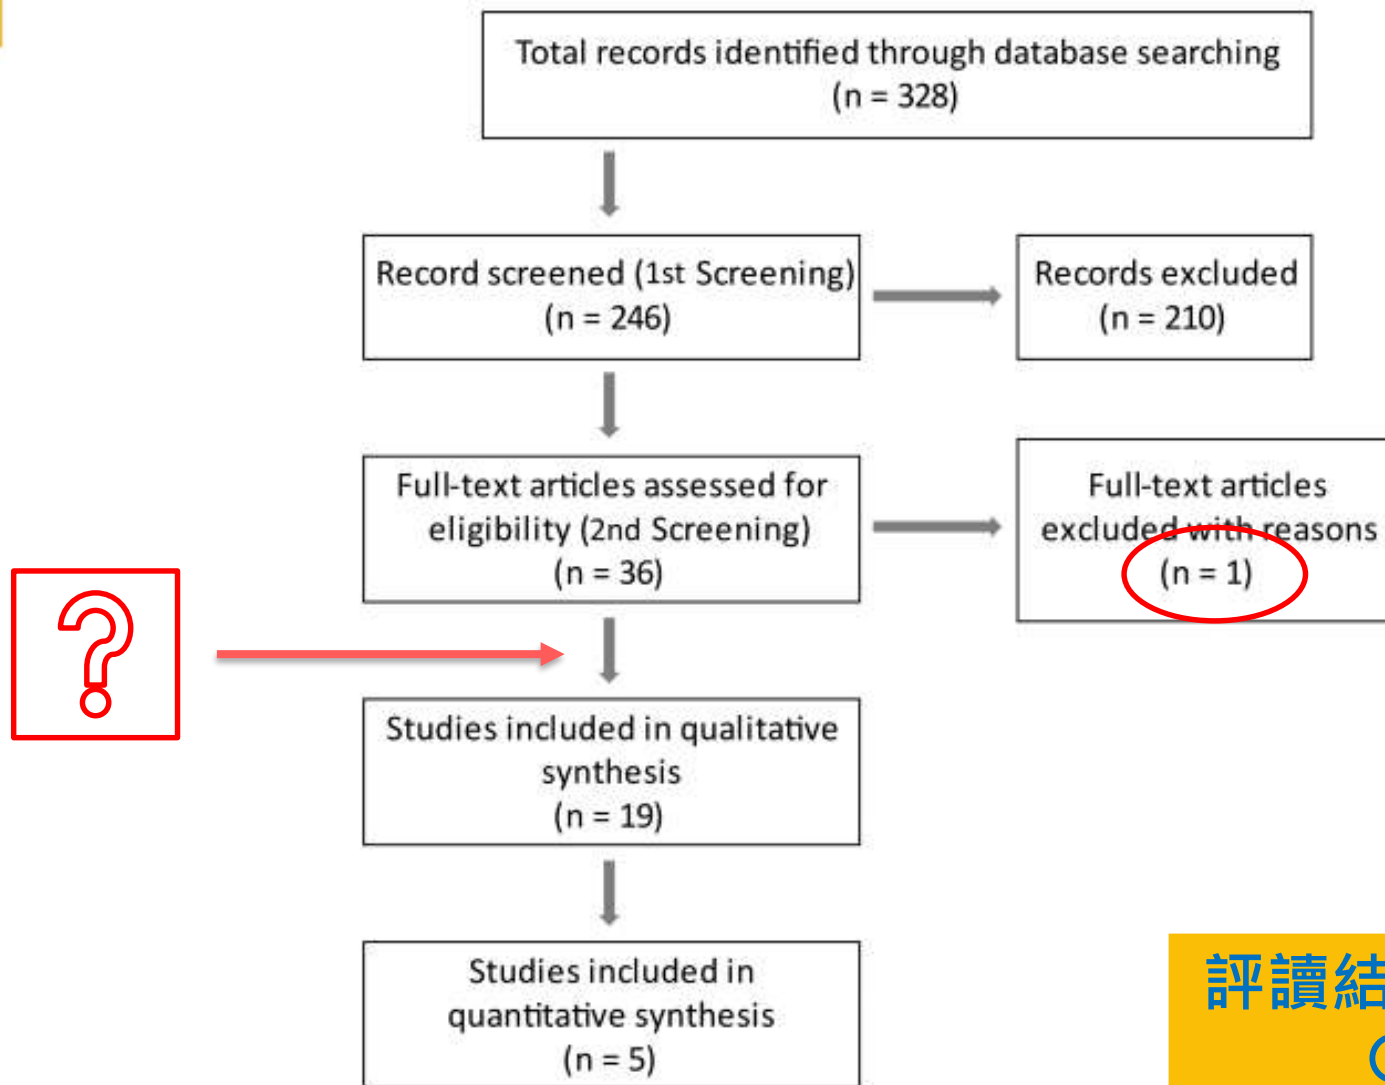 Total records identified through database searching
(n = 328)
Record screened (1st Screening)
(n = 246)
Records excluded
(n = 210)
Full-text articles assessed for
eligibility (2nd Screening)
(n = 36)
Full-text articles
excluded with reasons
(n = 1)
?
Studies included in qualitative
synthesis
(n = 19)
Studies included in
quantitative synthesis
(n = 5)
評讀結